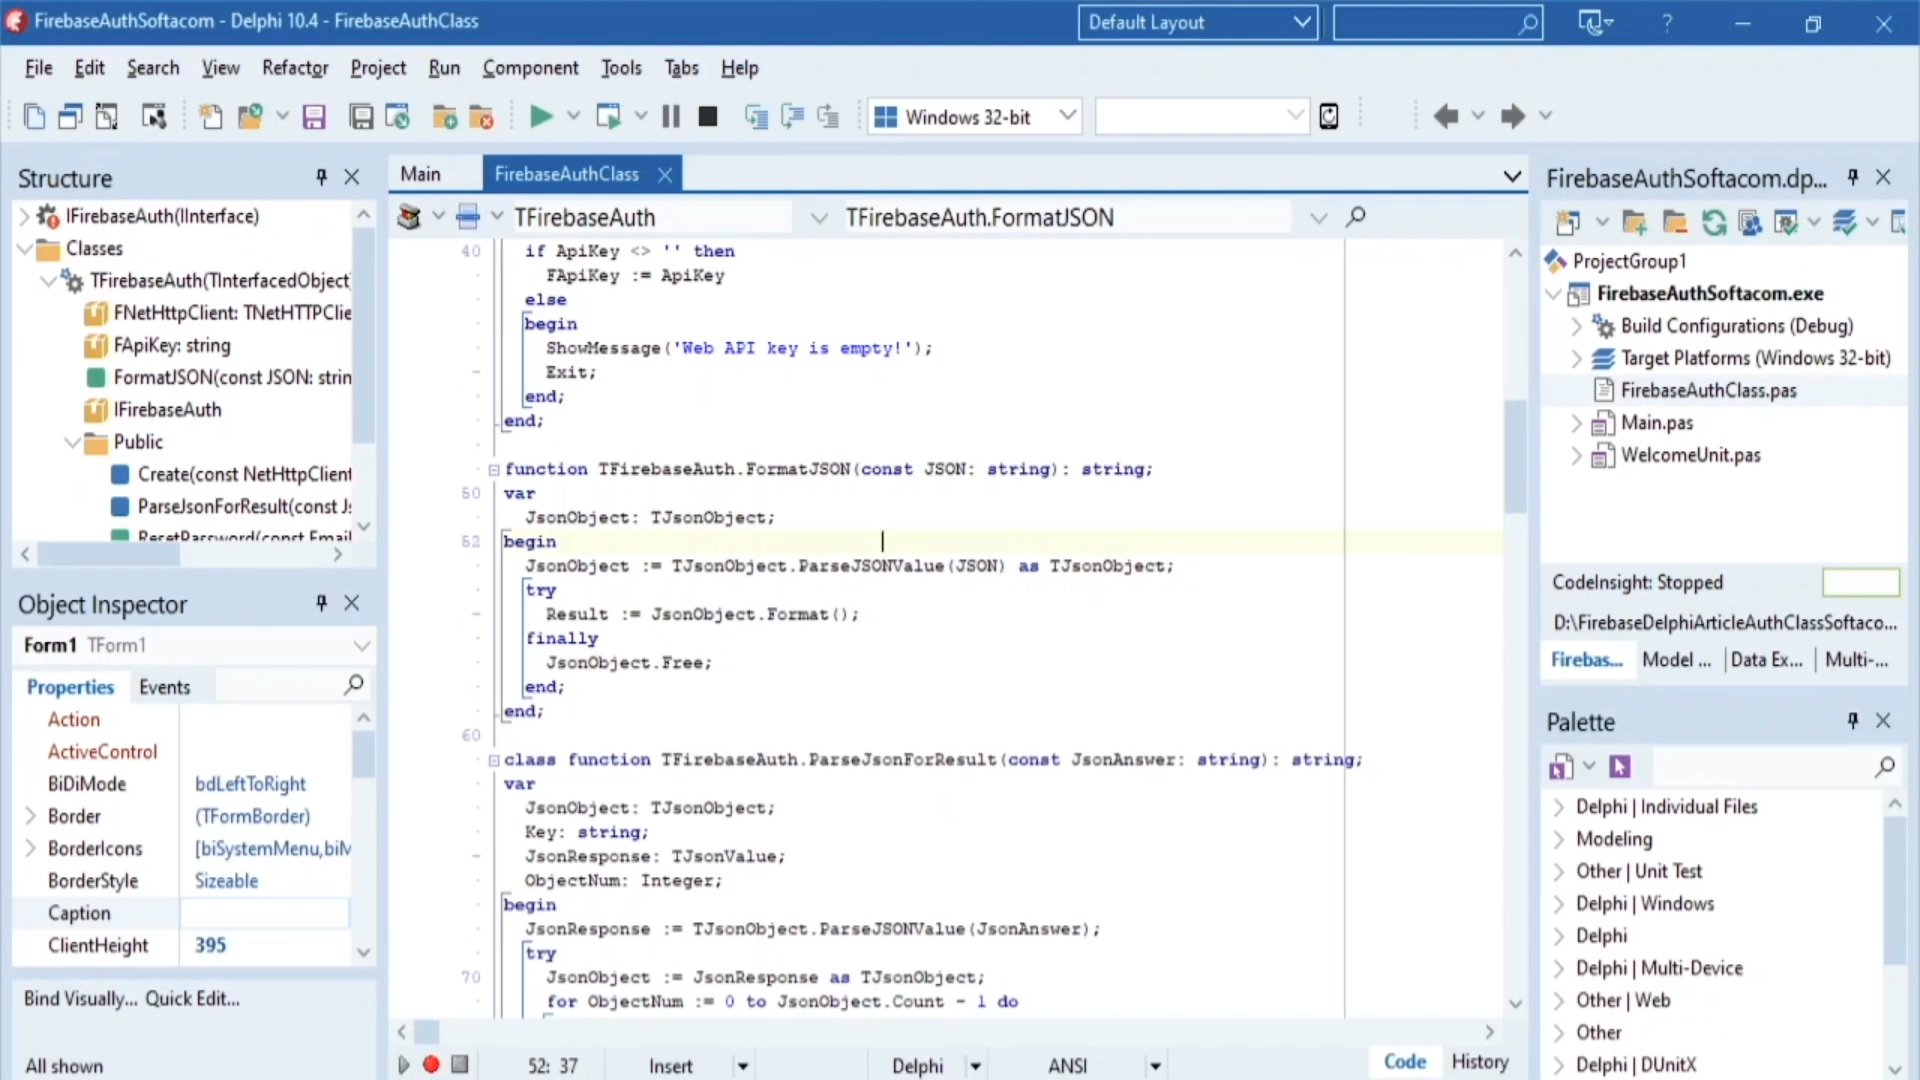 FirebaseAuthSoftacom - Delphi 10.4 - FirebaseAuthClass
Default Layout
?
File Edit Search View Refactor Project Run Component Tools Tabs Help
Windows 32-bit
Structure
IFirebaseAuth(IInterface)
Classes
TFirebaseAuth(TInterfacedObject)
FNetHttpClient: TNetHTTPClie
FApiKey: string
FormatJSON(const JSON: strin
IFirebaseAuth
Public
Create(const NetHttpClient
ParseJsonForResult(const Js
ResetPassword(const Email
Object Inspector
Form1 TForm1
Properties Events
Action
ActiveControl
BiDiMode bdLeftToRight
Border (TFormBorder)
BorderIcons [biSystemMenu,biM
BorderStyle Sizeable
Caption
ClientHeight 395
Bind Visually... Quick Edit...
All shown
Main FirebaseAuthClass
TFirebaseAuth TFirebaseAuth.FormatJSON
40 if ApiKey <> '' then
FApiKey := ApiKey
else
begin
ShowMessage('Web API key is empty!');
Exit;
end;
end;
function TFirebaseAuth.FormatJSON(const JSON: string): string;
50 var
JsonObject: TJsonObject;
52 begin
JsonObject := TJsonObject.ParseJSONValue(JSON) as TJsonObject;
try
Result := JsonObject.Format();
finally
JsonObject.Free;
end;
end;
60
class function TFirebaseAuth.ParseJsonForResult(const JsonAnswer: string): string;
var
JsonObject: TJsonObject;
Key: string;
JsonResponse: TJsonValue;
ObjectNum: Integer;
begin
JsonResponse := TJsonObject.ParseJSONValue(JsonAnswer);
try
70 JsonObject := JsonResponse as TJsonObject;
for ObjectNum := 0 to JsonObject.Count - 1 do
52: 37 Insert Delphi ANSI Code History
FirebaseAuthSoftacom.dp...
ProjectGroup1
FirebaseAuthSoftacom.exe
Build Configurations (Debug)
Target Platforms (Windows 32-bit)
FirebaseAuthClass.pas
Main.pas
WelcomeUnit.pas
CodeInsight: Stopped
D:\FirebaseDelphiArticleAuthClassSoftaco...
Firebas... Model ... Data Ex... Multi-...
Palette
Delphi | Individual Files
Modeling
Other | Unit Test
Delphi | Windows
Delphi
Delphi | Multi-Device
Other | Web
Other
Delphi | DUnitX